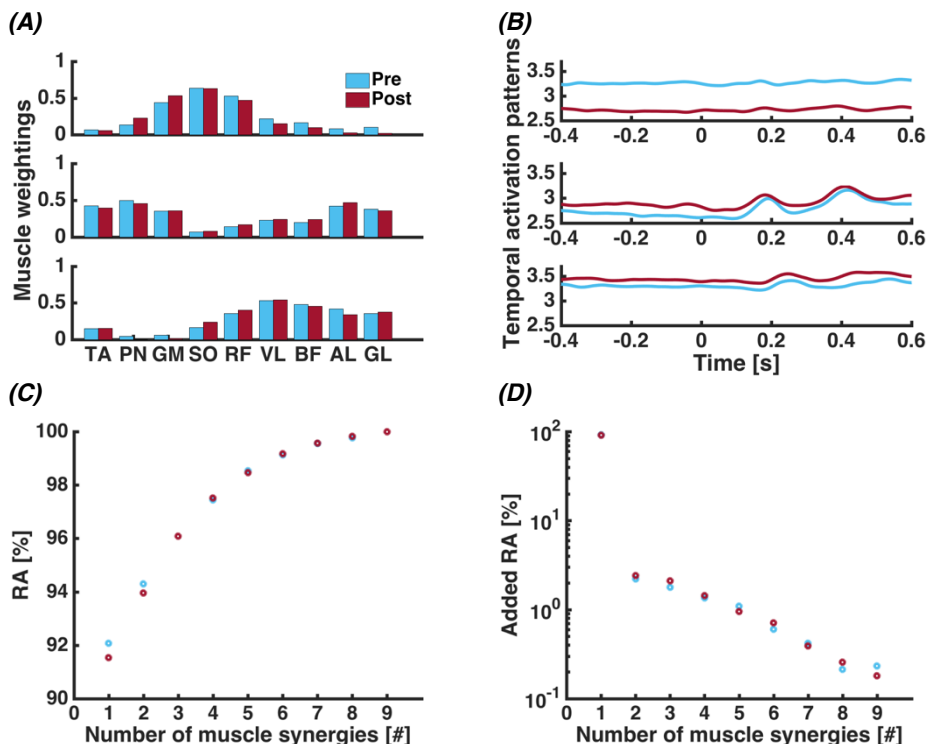 (A)
Muscle weightings
1
0.5
0
Pre
Post
1
0.5
0
1
0.5
0
TA PN GM SO RF VL BF AL GL
(B)
Temporal activation patterns
3.5
3
2.5
-0.4 -0.2 0 0.2 0.4 0.6
3.5
3
2.5
-0.4 -0.2 0 0.2 0.4 0.6
3.5
3
2.5
-0.4 -0.2 0 0.2 0.4 0.6
Time [s]
(C)
RA [%]
100
98
96
94
92
90
0 1 2 3 4 5 6 7 8 9
Number of muscle synergies [#]
(D)
Added RA [%]
10^2
10^1
10^0
10^-1
0 1 2 3 4 5 6 7 8 9
Number of muscle synergies [#]